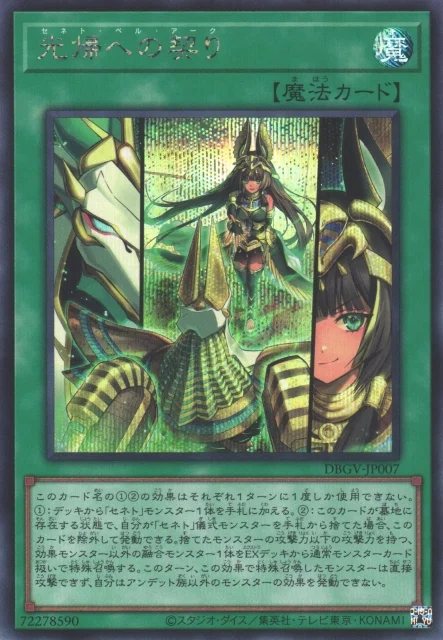 セネト・ペル・アーク
光帰への契り
魔
ま ほう
【魔法カード】
DBGV-JP007
このカード名の①②の効果はそれぞれ1ターンに1度しか使用できない。
①:デッキから「セネト」モンスター1体を手札に加える。②:このカードが墓地に
存在する状態で、自分が「セネト」儀式モンスターを手札から捨てた場合、この
カードを除外して発動できる。捨てたモンスターの攻撃力以下の攻撃力を持つ、
効果モンスター以外の融合モンスター1体をEXデッキから通常モンスターカード
扱いで特殊召喚する。このターン、この効果で特殊召喚したモンスターは直接
攻撃できず、自分はアンデット族以外のモンスターの効果を発動できない。
72278590
©スタジオ・ダイス/集英社・テレビ東京・KONAMI